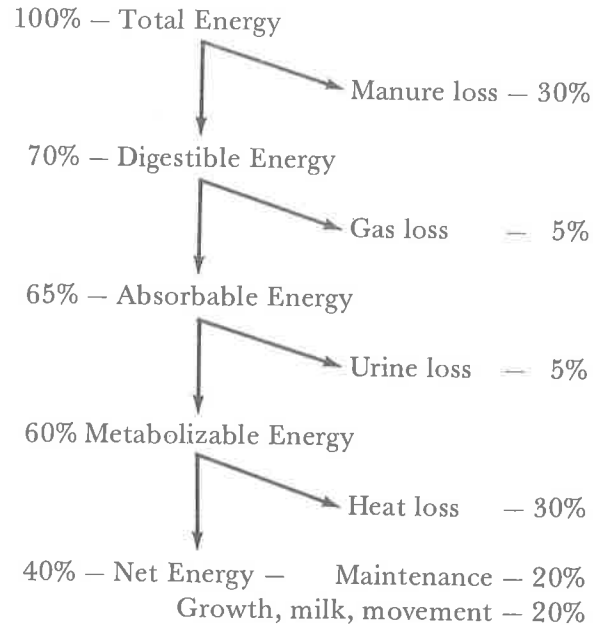 100% — Total Energy
Manure loss — 30%
70% — Digestible Energy
Gas loss — 5%
65% — Absorbable Energy
Urine loss — 5%
60% Metabolizable Energy
Heat loss — 30%
40% — Net Energy — Maintenance — 20%
Growth, milk, movement — 20%